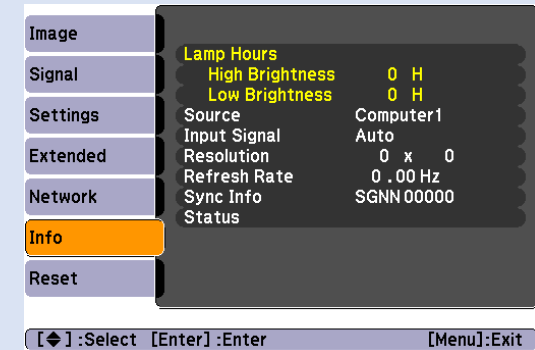 Image
Signal
Settings
Extended
Network
Info
Reset
Lamp Hours
High Brightness 0 H
Low Brightness 0 H
Source Computer1
Input Signal Auto
Resolution 0 x 0
Refresh Rate 0 .00 Hz
Sync Info SGNN 00000
Status
[◆] :Select [Enter] :Enter [Menu]:Exit